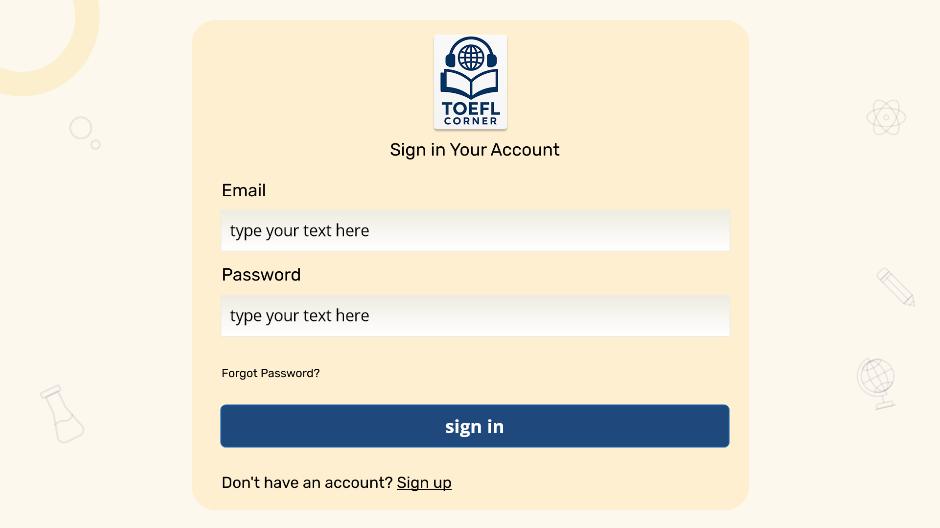 TOEFL
CORNER
Sign in Your Account
Email
type your text here
Password
type your text here
Forgot Password?
sign in
Don't have an account? Sign up